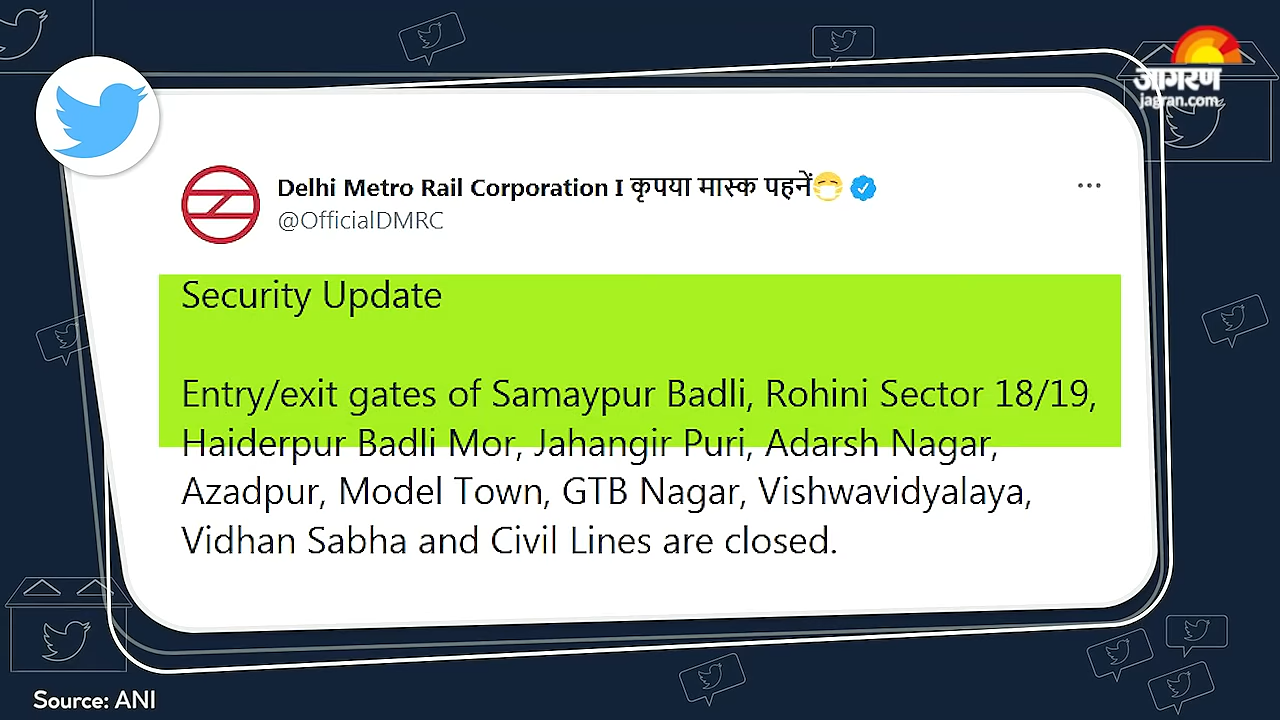 जागरण
jagran.com
Delhi Metro Rail Corporation I कृपया मास्क पहनें😷
@OfficialDMRC
Security Update
Entry/exit gates of Samaypur Badli, Rohini Sector 18/19,
Haiderpur Badli Mor, Jahangir Puri, Adarsh Nagar,
Azadpur, Model Town, GTB Nagar, Vishwavidyalaya,
Vidhan Sabha and Civil Lines are closed.
Source: ANI